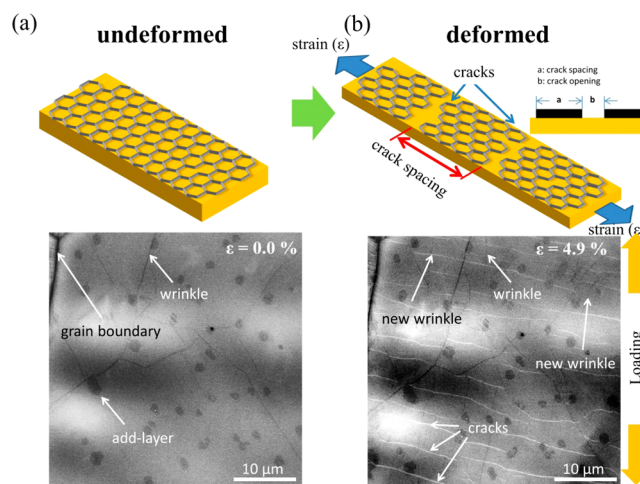 (a)
undeformed
(b)
deformed
strain (ε)
cracks
a: crack spacing
b: crack opening
a
b
crack spacing
strain (ε
ε = 0.0 %
wrinkle
grain boundary
add-layer
10 μm
ε = 4.9 %
wrinkle
new wrinkle
new wrinkle
cracks
10 μm
Loading